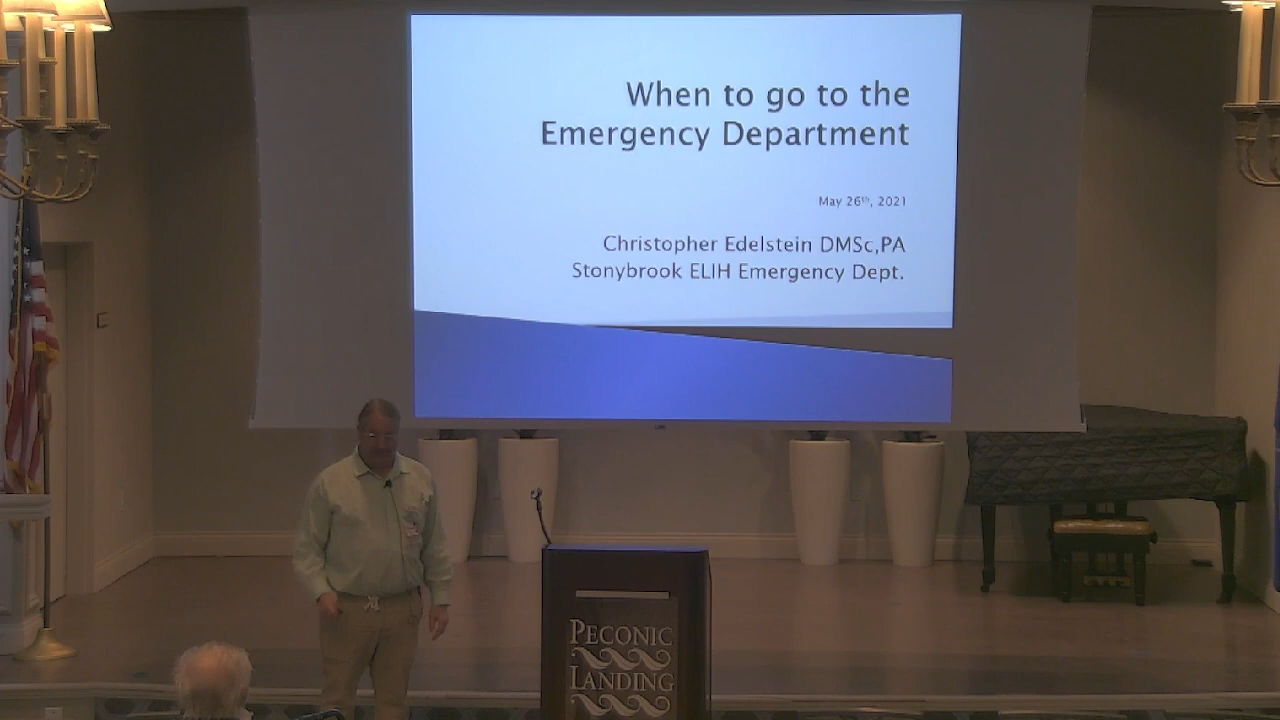 When to go to the
Emergency Department
May 26th, 2021
Christopher Edelstein DMSc,PA
Stonybrook ELIH Emergency Dept.
PECONIC
LANDING